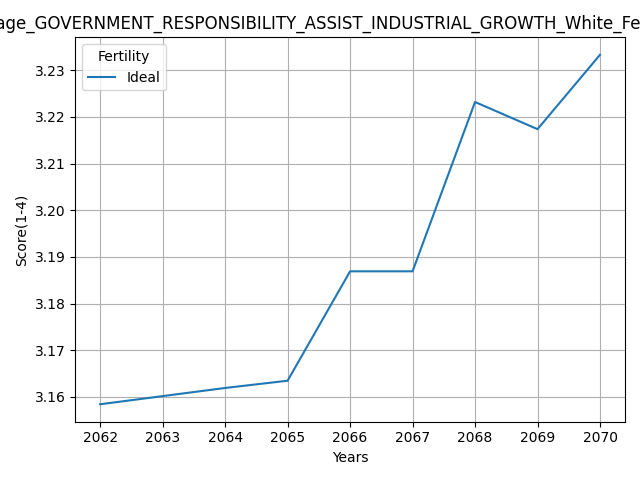 age_GOVERNMENT_RESPONSIBILITY_ASSIST_INDUSTRIAL_GROWTH_White_Fe
Fertility
Ideal
3.23
3.22
3.21
3.20
3.19
3.18
3.17
3.16
Score(1-4)
2062 2063 2064 2065 2066 2067 2068 2069 2070
Years